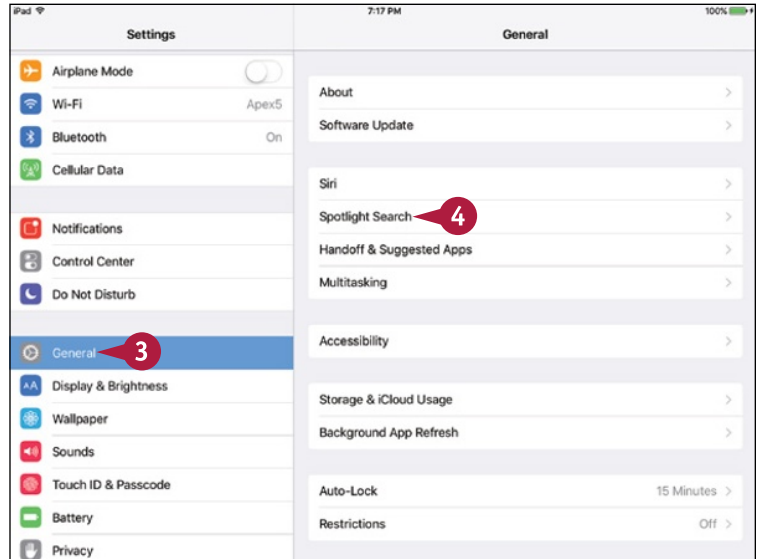 iPad 7:17 PM 100%
Settings
Airplane Mode
Wi-Fi Apex5
Bluetooth On
Cellular Data
Notifications
Control Center
Do Not Disturb
General 3
Display & Brightness
Wallpaper
Sounds
Touch ID & Passcode
Battery
Privacy
General
About
Software Update
Siri
Spotlight Search 4
Handoff & Suggested Apps
Multitasking
Accessibility
Storage & iCloud Usage
Background App Refresh
Auto-Lock 15 Minutes
Restrictions Off
AA